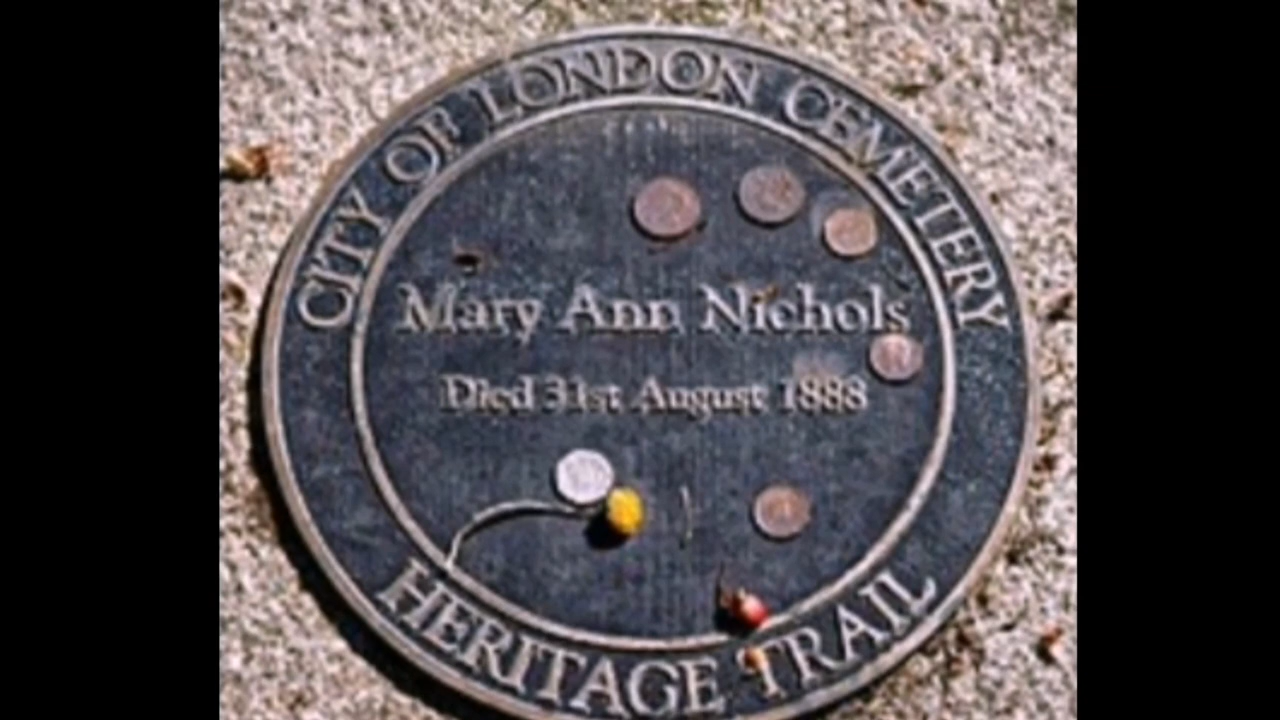 CITY OF LONDON CEMETERY
Mary Ann Nichols
Died 31st August 1888
HERITAGE TRAIL